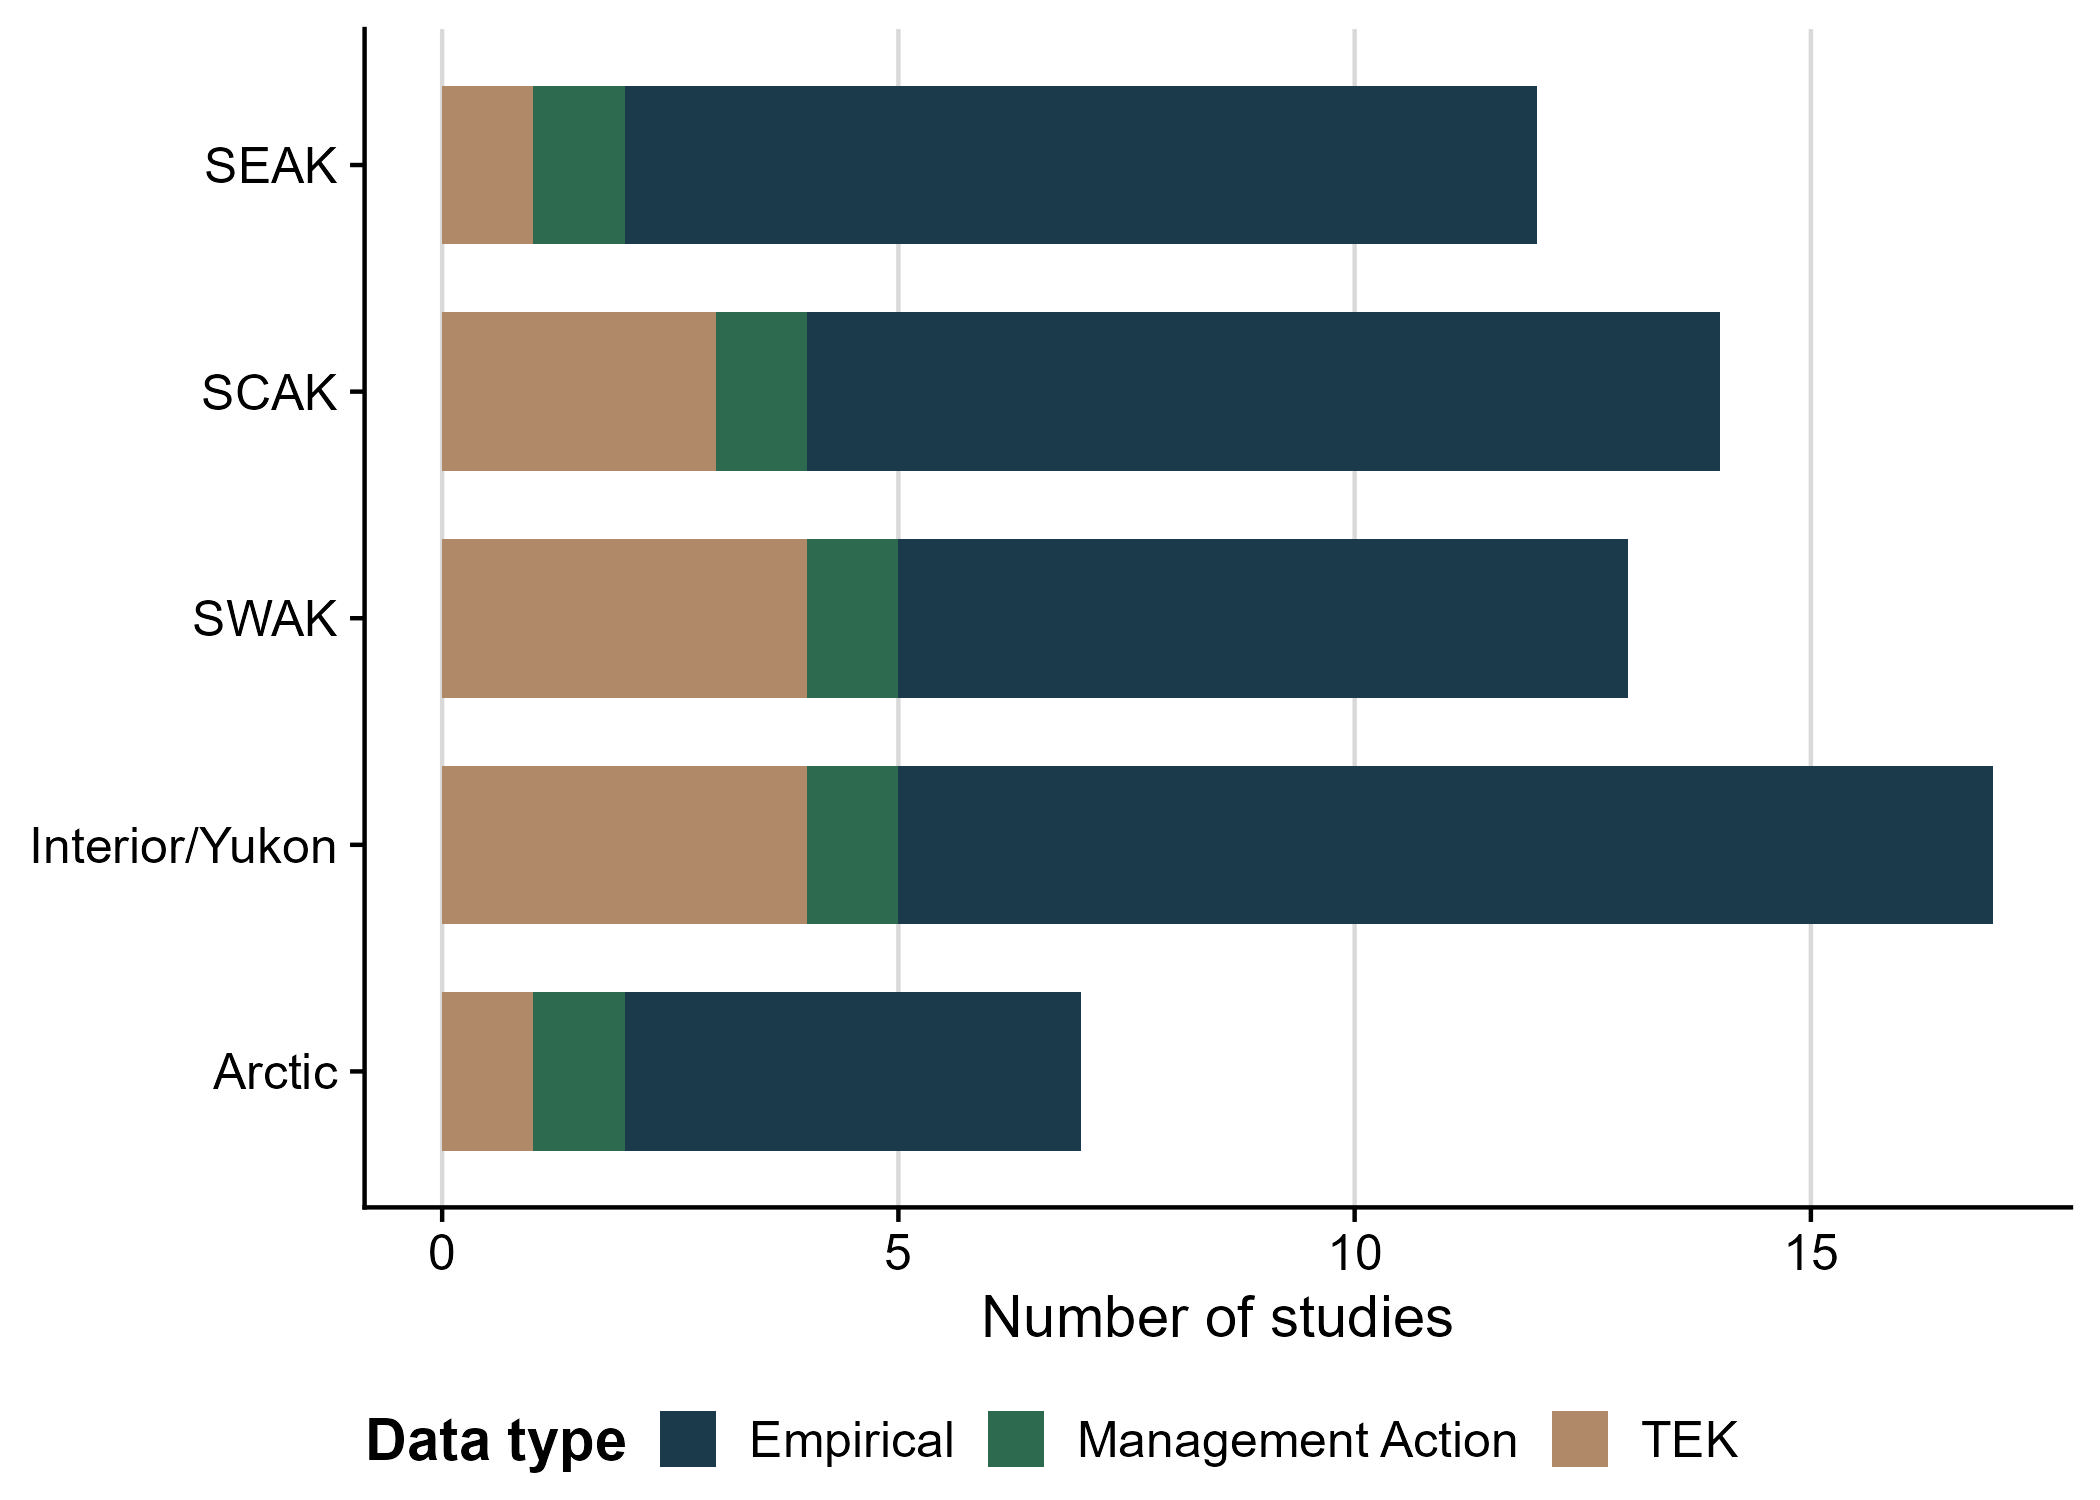 SEAK
SCAK
SWAK
Interior/Yukon
Arctic
0 5 10 15
Number of studies
Data type Empirical Management Action TEK